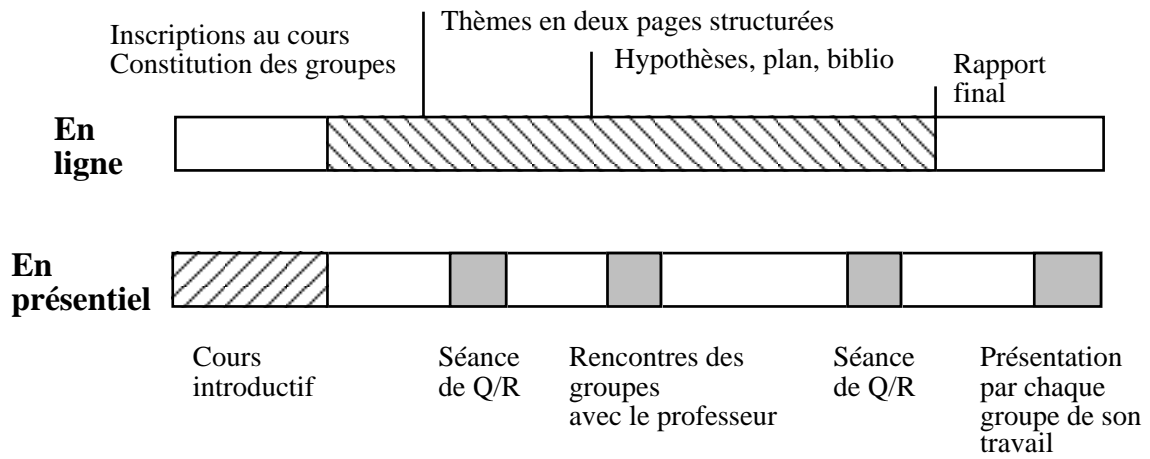 Inscriptions au cours
Constitution des groupes
Thèmes en deux pages structurées
Hypothèses, plan, biblio
Rapport
final
En
ligne
En
présentiel
Cours
introductif
Séance
de Q/R
Rencontres des
groupes
avec le professeur
Séance
de Q/R
Présentation
par chaque
groupe de son
travail